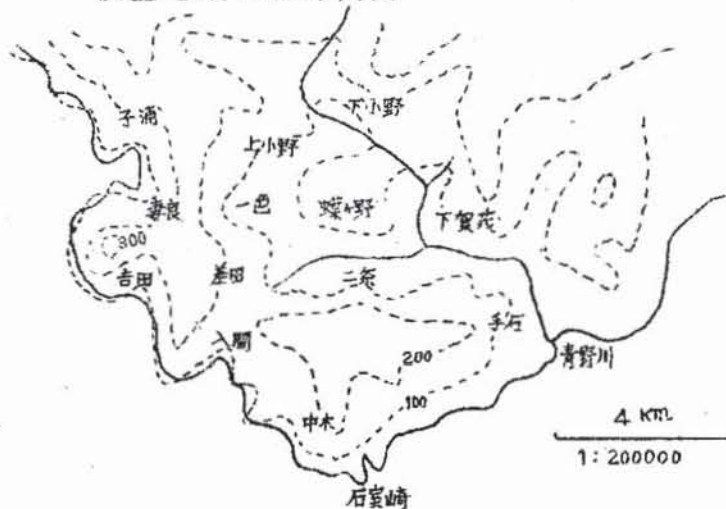 下小野
子浦
上小野
妻良
一色
蝶ヶ野
下賀茂
300
吉田
差田
二条
入間
手石
200
青野川
100
中木
4 KM
1:200000
石室崎